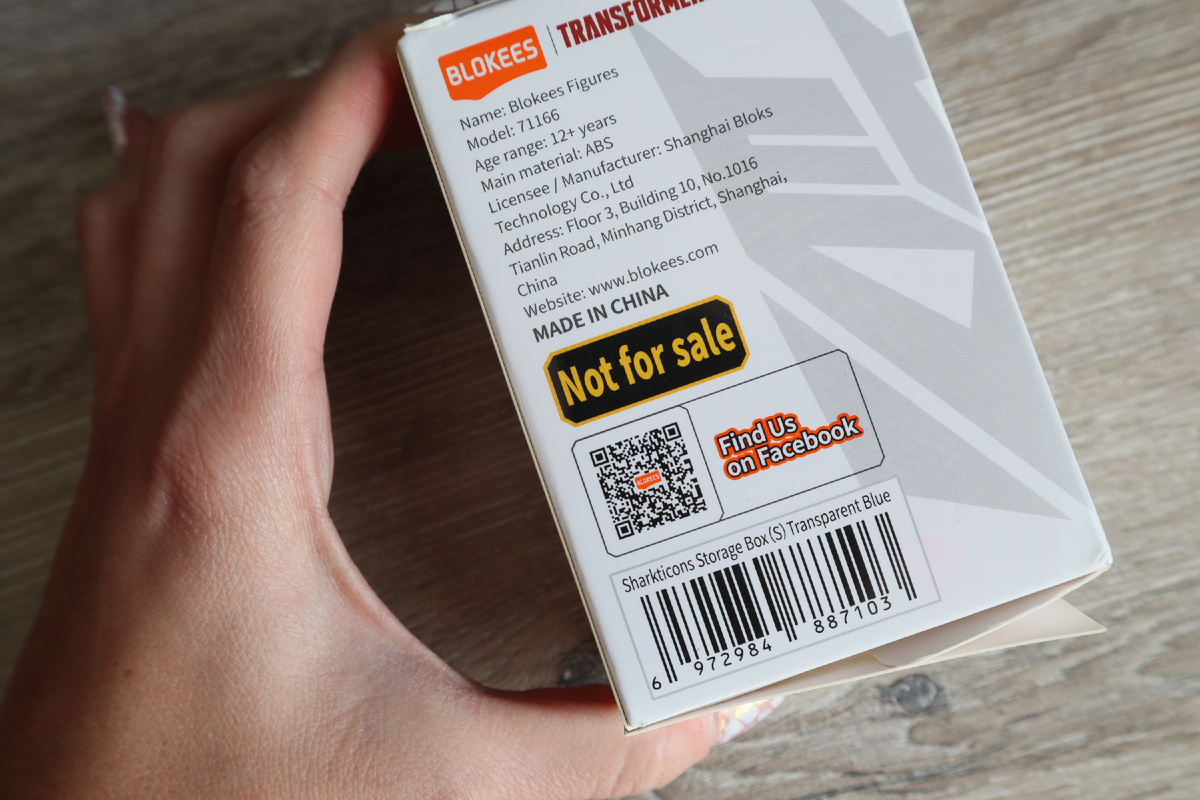 BLOKEES TRANSFORMERS
Name: Blokees Figures
Model: 71166
Age range: 12+ years
Main material: ABS
Licensee / Manufacturer: Shanghai Bloks
Technology Co., Ltd
Address: Floor 3, Building 10, No.1016
Tianlin Road, Minhang District, Shanghai,
China
Website: www.blokees.com
MADE IN CHINA
Not for sale
BLOKEES
Find Us
on Facebook
Sharkticons Storage Box (S) Transparent Blue
6 972984 887103